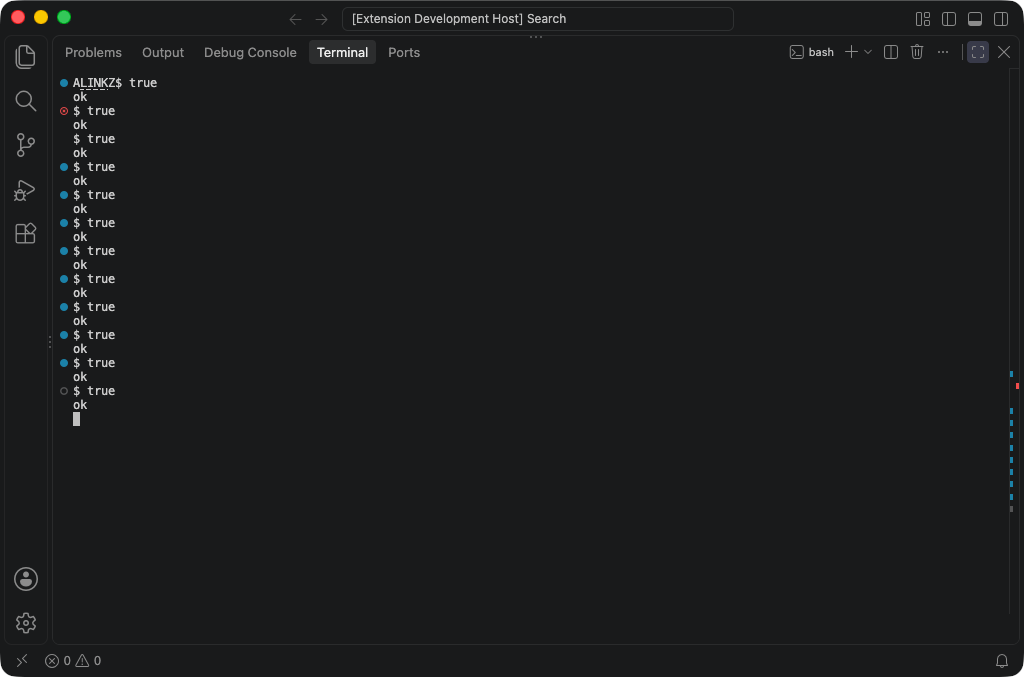 [Extension Development Host] Search
Problems Output Debug Console Terminal Ports bash
ALINKZ$ true
ok
$ true
ok
$ true
ok
$ true
ok
$ true
ok
$ true
ok
$ true
ok
$ true
ok
$ true
ok
$ true
ok
$ true
ok
$ true
ok
0 0